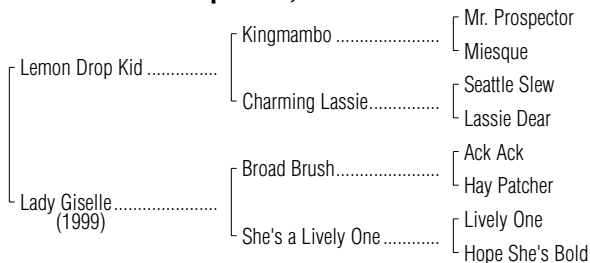 Mr. Prospector
Kingmambo ....................
Miesque
Lemon Drop Kid ..............
Seattle Slew
Charming Lassie..............
Lassie Dear
Ack Ack
Broad Brush....................
Hay Patcher
Lady Giselle....................
(1999)
Lively One
She's a Lively One...........
Hope She's Bold